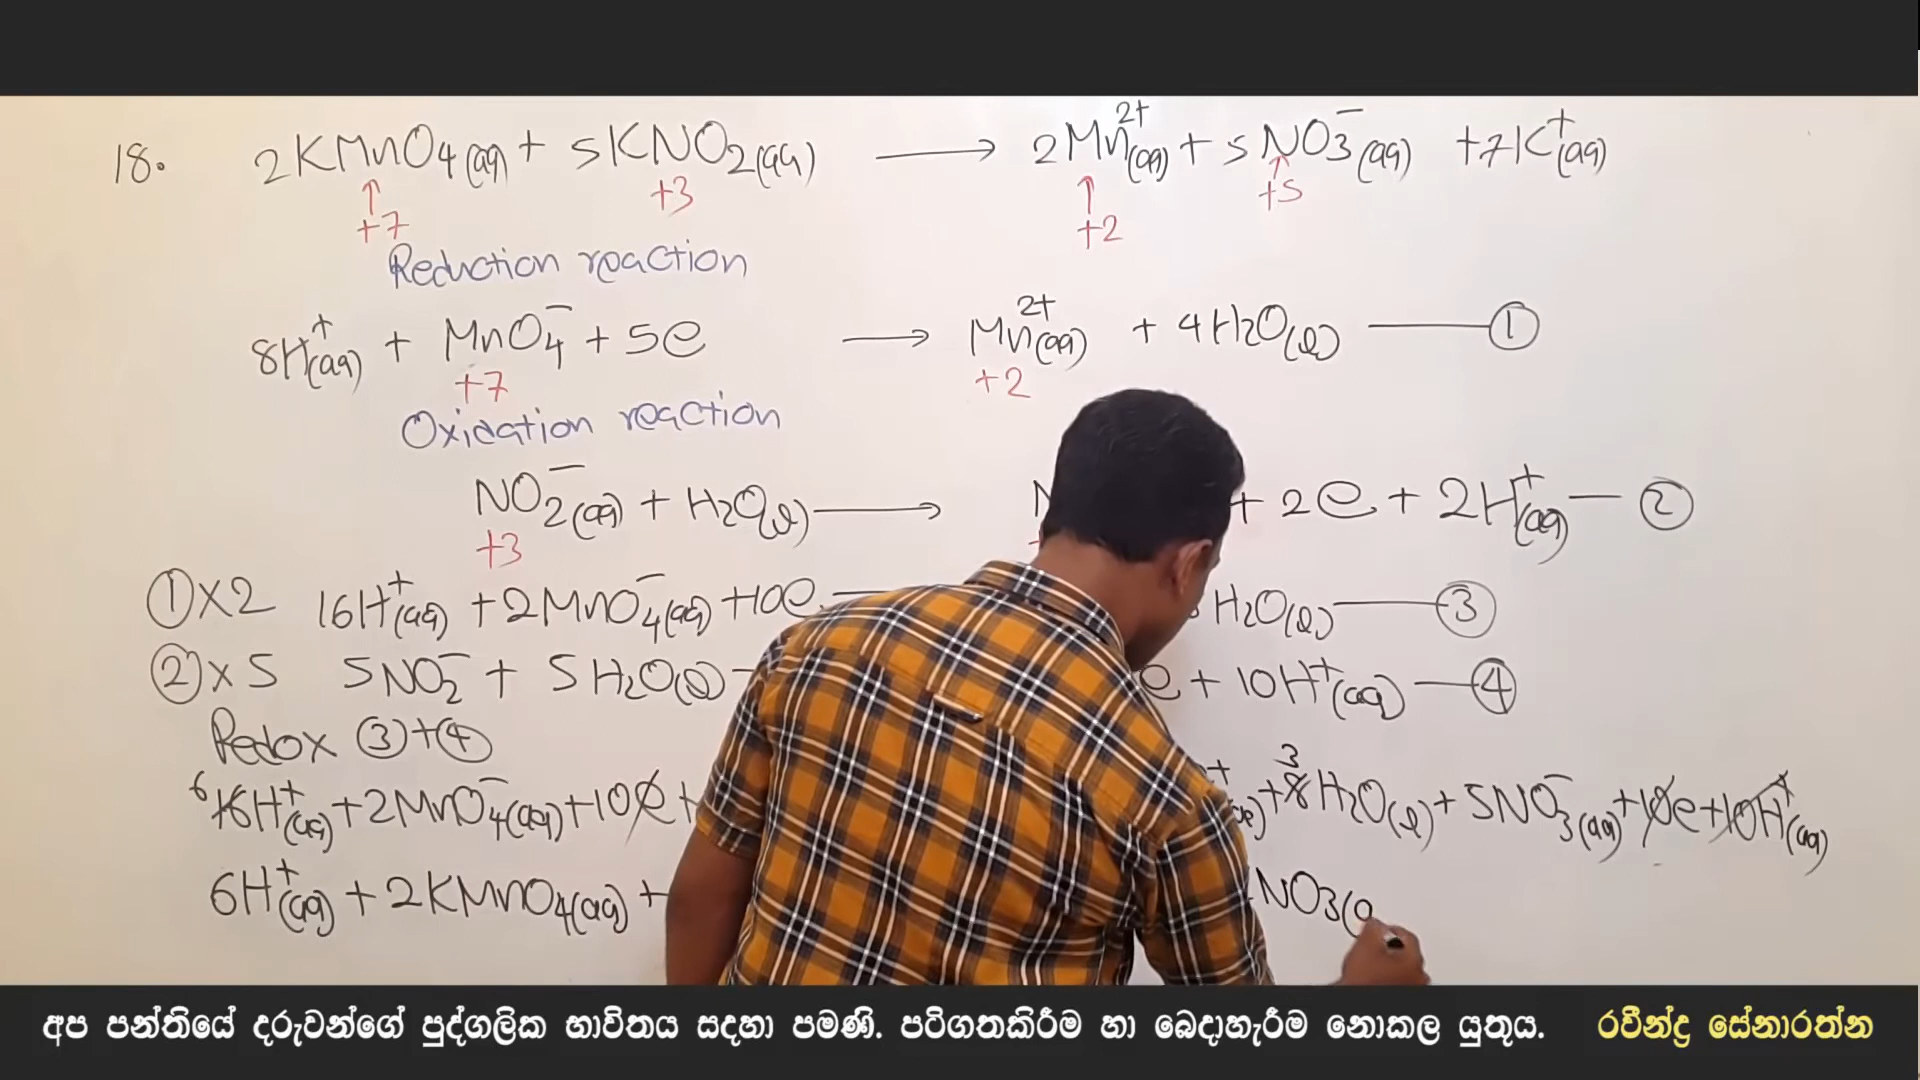 18. 2KMnO₄(aq) + 5KNO₂(aq) ⟶ 2Mn²⁺(aq) + 5NO₃⁻(aq) + 7K⁺(aq)
+7 +3 +2 +5
Reduction reaction
8H⁺(aq) + MnO₄⁻ + 5e ⟶ Mn²⁺(aq) + 4H₂O(l) — ①
+7 +2
Oxidation reaction
NO₂⁻(aq) + H₂O(l) ⟶ + 2e + 2H⁺(aq) — ②
+3
①×2 16H⁺(aq) + 2MnO₄⁻(aq) + 10e — H₂O(l) — ③
②×5 5NO₂⁻ + 5H₂O(l) — e + 10H⁺(aq) — ④
Redox ③+④
6 16H⁺(aq) + 2MnO₄⁻(aq) + 10e + + 3 8H₂O(l) + 5NO₃⁻(aq) + 10e + 10H⁺(aq)
6H⁺(aq) + 2KMnO₄(aq) + NO₃(a
අප පන්තියේ දරුවන්ගේ පුද්ගලික භාවිතය සදහා පමණි. පටිගතකිරීම හා බෙදාහැරීම නොකල යුතුය. රවීන්ද්‍ර සේනාරත්න